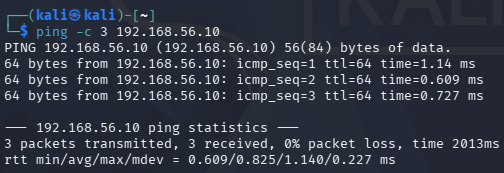 ┌──(kali㉿kali)-[~]
└─$ ping -c 3 192.168.56.10
PING 192.168.56.10 (192.168.56.10) 56(84) bytes of data.
64 bytes from 192.168.56.10: icmp_seq=1 ttl=64 time=1.14 ms
64 bytes from 192.168.56.10: icmp_seq=2 ttl=64 time=0.609 ms
64 bytes from 192.168.56.10: icmp_seq=3 ttl=64 time=0.727 ms

--- 192.168.56.10 ping statistics ---
3 packets transmitted, 3 received, 0% packet loss, time 2013ms
rtt min/avg/max/mdev = 0.609/0.825/1.140/0.227 ms